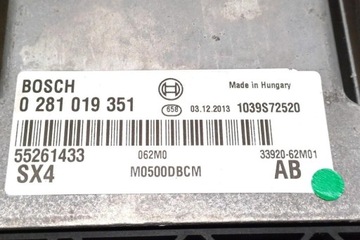 BOSCH
Made in Hungary
0 281 019 351
658
03.12.2013
1039S72520
55261433
062M0
33920-62M01
SX4
M0500DBCM
AB